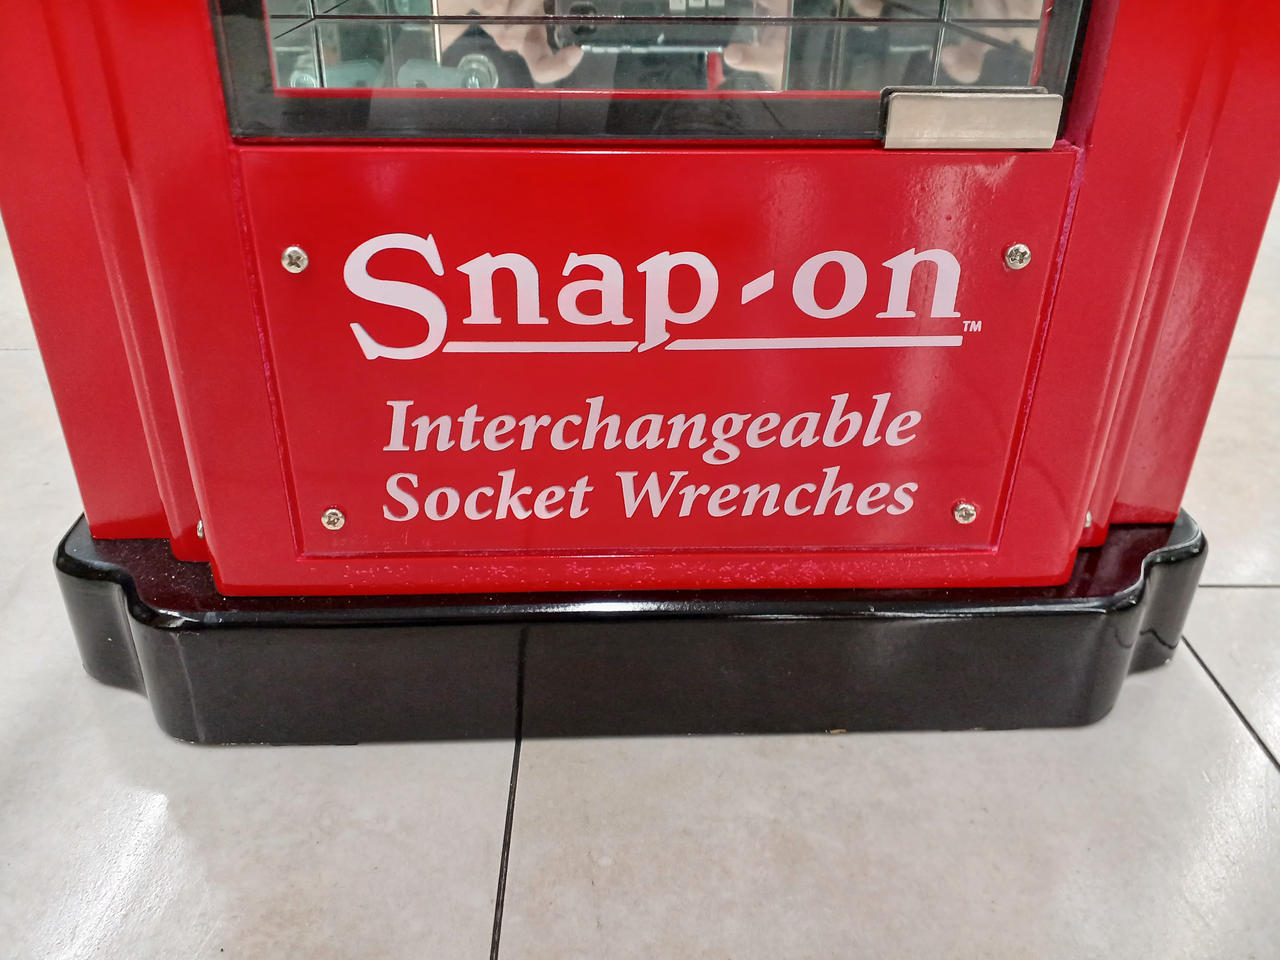 Snap-on™
Interchangeable
Socket Wrenches